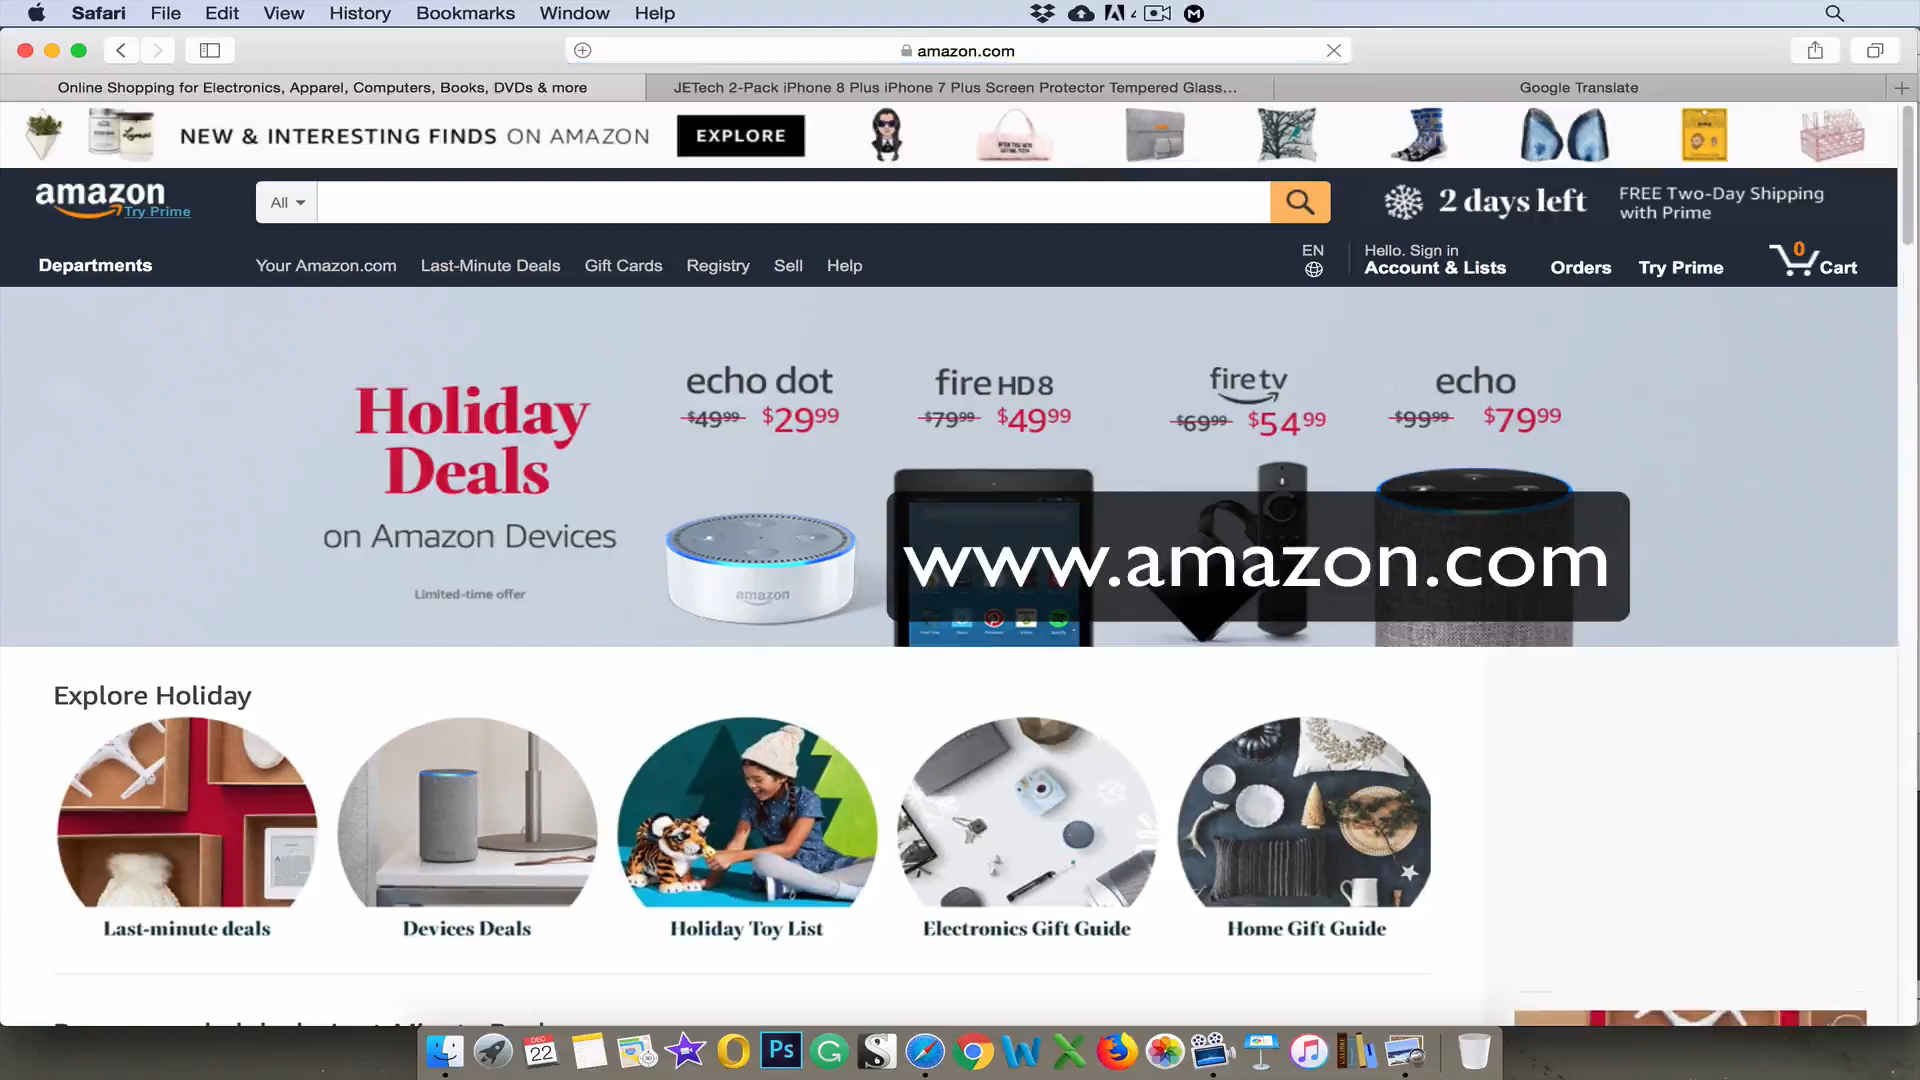 Safari File Edit View History Bookmarks Window Help
amazon.com
Online Shopping for Electronics, Apparel, Computers, Books, DVDs & more
JETech 2-Pack iPhone 8 Plus iPhone 7 Plus Screen Protector Tempered Glass...
Google Translate
NEW & INTERESTING FINDS ON AMAZON EXPLORE
amazon
Try Prime
All
2 days left
FREE Two-Day Shipping
with Prime
Departments
Your Amazon.com Last-Minute Deals Gift Cards Registry Sell Help
EN
Hello. Sign in
Account & Lists
Orders
Try Prime
0
Cart
Holiday
Deals
on Amazon Devices
Limited-time offer
echo dot
$49.99 $29.99
fire HD8
$79.99 $49.99
fire tv
$69.99 $54.99
echo
$99.99 $79.99
amazon
www.amazon.com
Explore Holiday
Last-minute deals
Devices Deals
Holiday Toy List
Electronics Gift Guide
Home Gift Guide
DEC
22
Ps